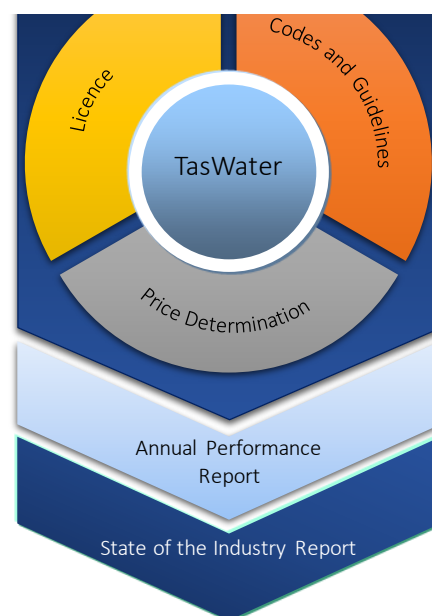 Licence
Codes and Guidelines
TasWater
Price Determination
Annual Performance
Report
State of the Industry Report